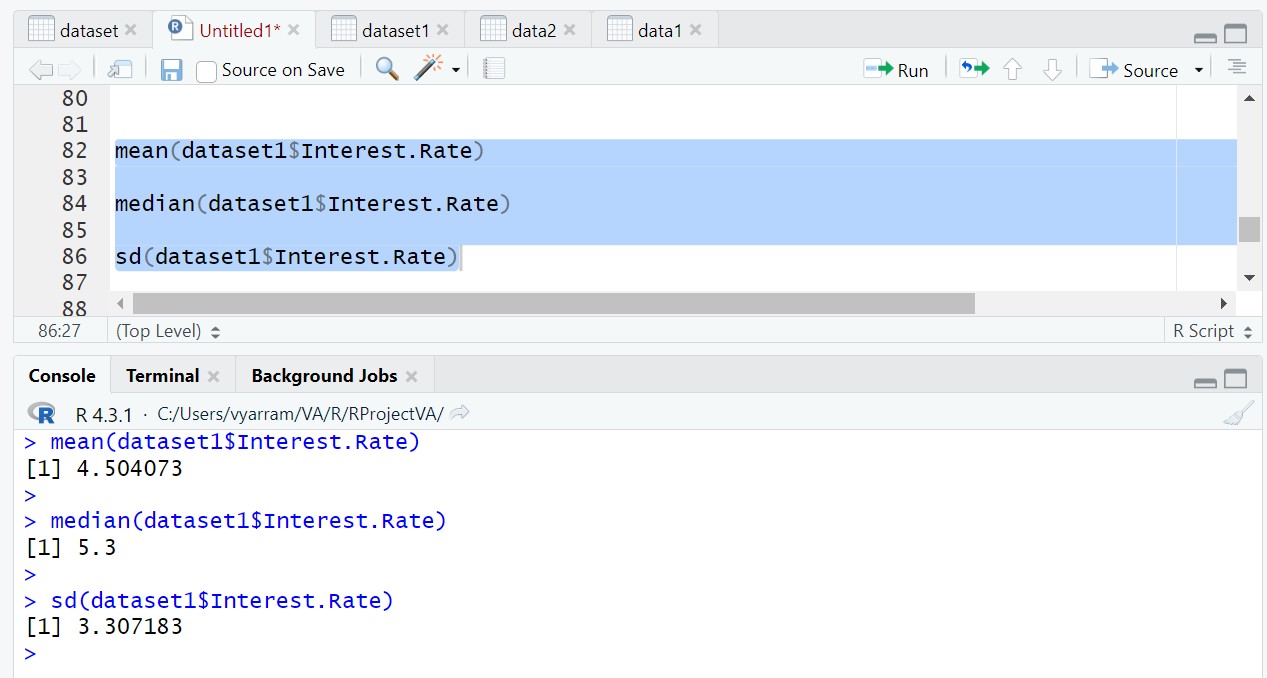 dataset × Untitled1* × dataset1 × data2 × data1 ×
Source on Save Run Source
80
81
82 mean(dataset1$Interest.Rate)
83
84 median(dataset1$Interest.Rate)
85
86 sd(dataset1$Interest.Rate)
87
88
86:27 (Top Level) R Script
Console Terminal × Background Jobs ×
R R 4.3.1 · C:/Users/vyarram/VA/R/RProjectVA/
> mean(dataset1$Interest.Rate)
[1] 4.504073
>
> median(dataset1$Interest.Rate)
[1] 5.3
>
> sd(dataset1$Interest.Rate)
[1] 3.307183
>